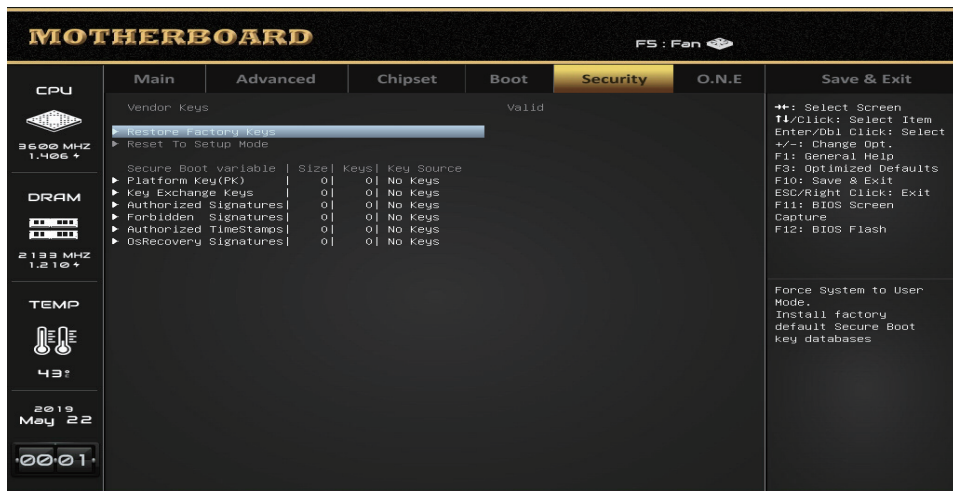 MOTHERBOARD
F5 : Fan
Main Advanced Chipset Boot Security O.N.E Save & Exit
CPU
3600 MHZ
1.406
DRAM
2133 MHZ
1.210
TEMP
43
2019
May 22
00:01
Vendor Keys Valid
▶ Restore Factory Keys
▶ Reset To Setup Mode
Secure Boot variable | Size| Keys| Key Source
▶ Platform Key(PK) | 0| 0| No Keys
▶ Key Exchange Keys | 0| 0| No Keys
▶ Authorized Signatures| 0| 0| No Keys
▶ Forbidden Signatures| 0| 0| No Keys
▶ Authorized TimeStamps| 0| 0| No Keys
▶ OsRecovery Signatures| 0| 0| No Keys
→←: Select Screen
↑↓/Click: Select Item
Enter/Dbl Click: Select
+/-: Change Opt.
F1: General Help
F3: Optimized Defaults
F10: Save & Exit
ESC/Right Click: Exit
F11: BIOS Screen
Capture
F12: BIOS Flash
Force System to User
Mode.
Install factory
default Secure Boot
key databases